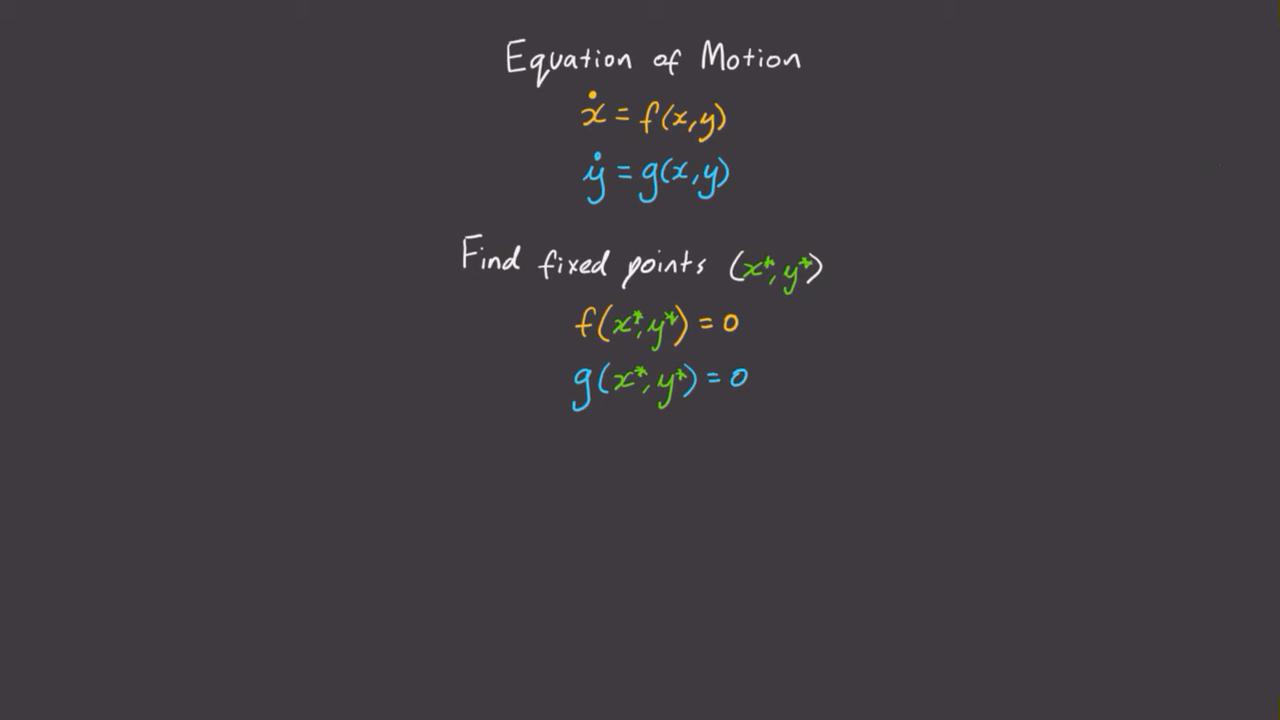 Equation of Motion
ẋ = f(x,y)
ẏ = g(x,y)
Find fixed points (x*, y*)
f(x*, y*) = 0
g(x*, y*) = 0